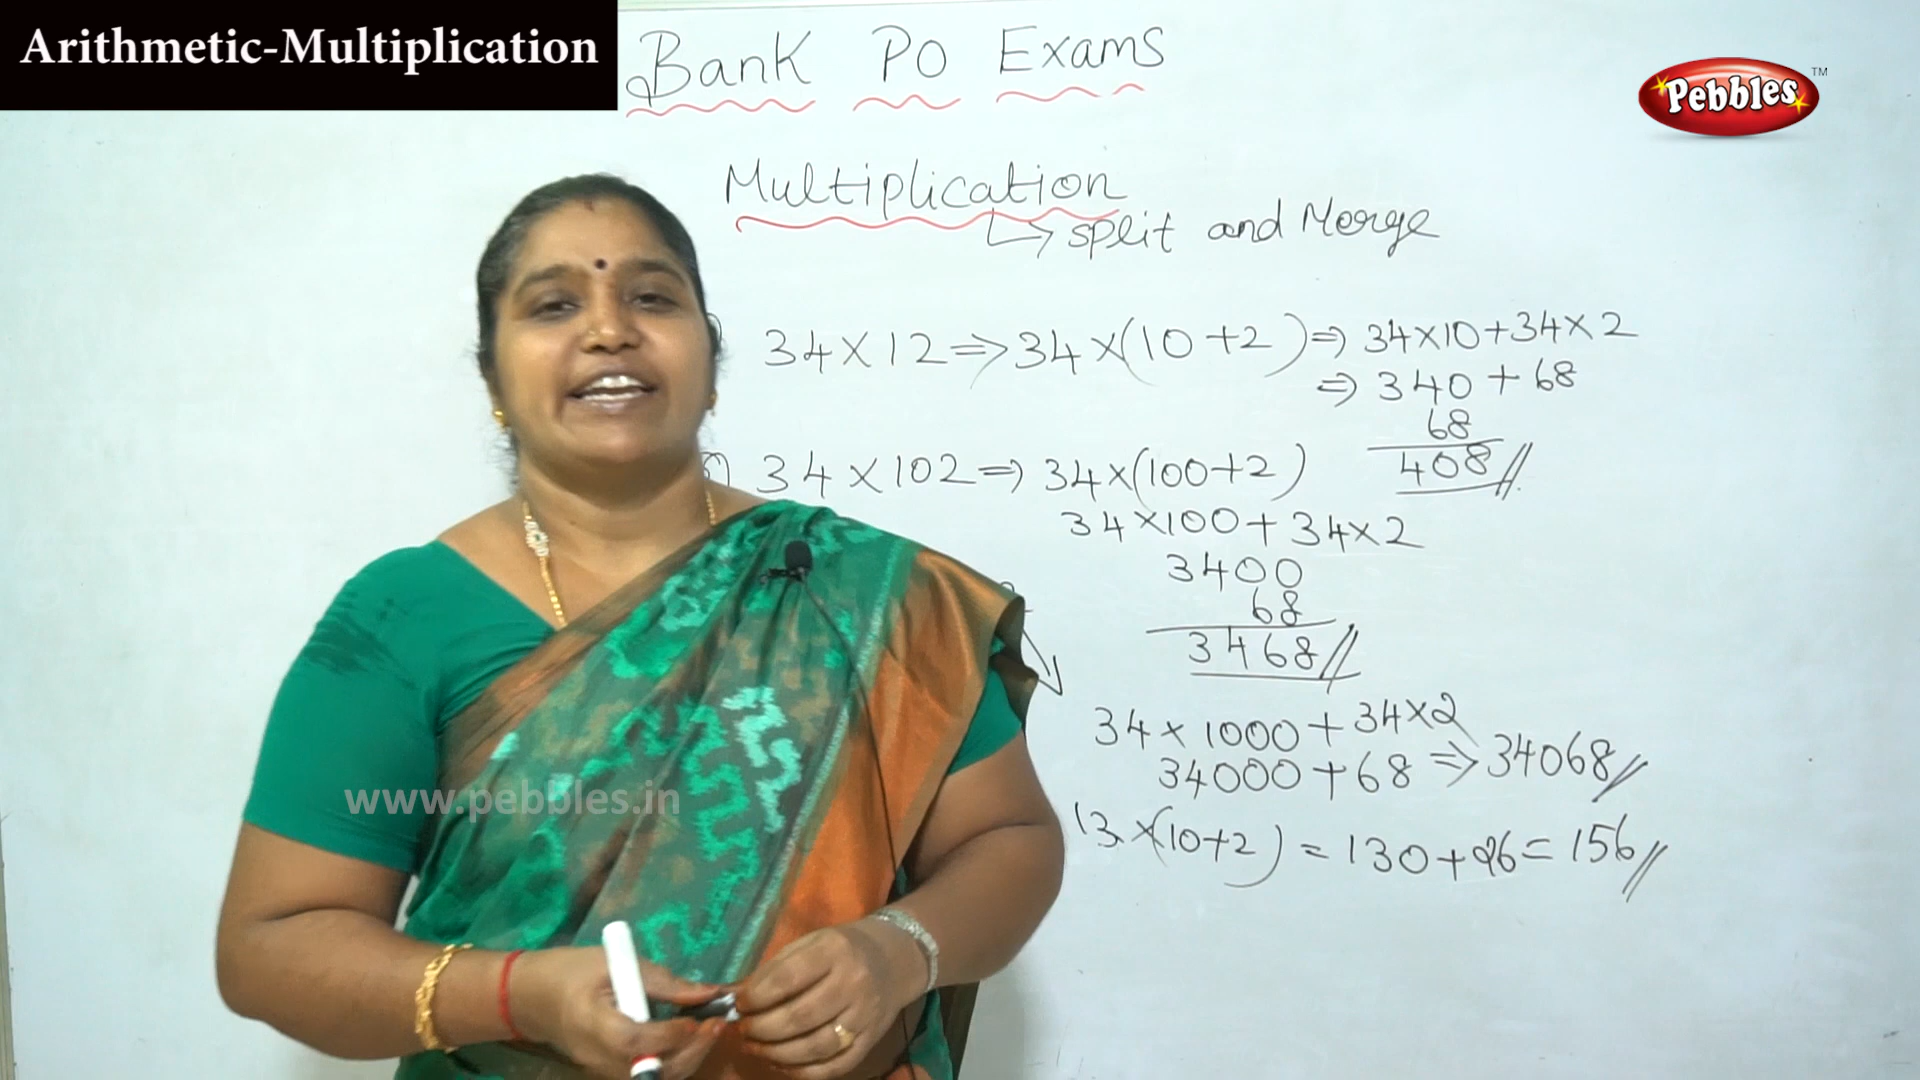 Arithmetic-Multiplication
Bank PO Exams
Pebbles TM
Multiplication
↳ split and Merge
34×12 ⇒ 34×(10+2) ⇒ 34×10+34×2
⇒ 340+68
68
408//
34×102 ⇒ 34×(100+2)
34×100+34×2
3400
68
3468//
34×1000+34×2
34000+68 ⇒ 34068//
13×(10+2) = 130+26 = 156//
www.pebbles.in